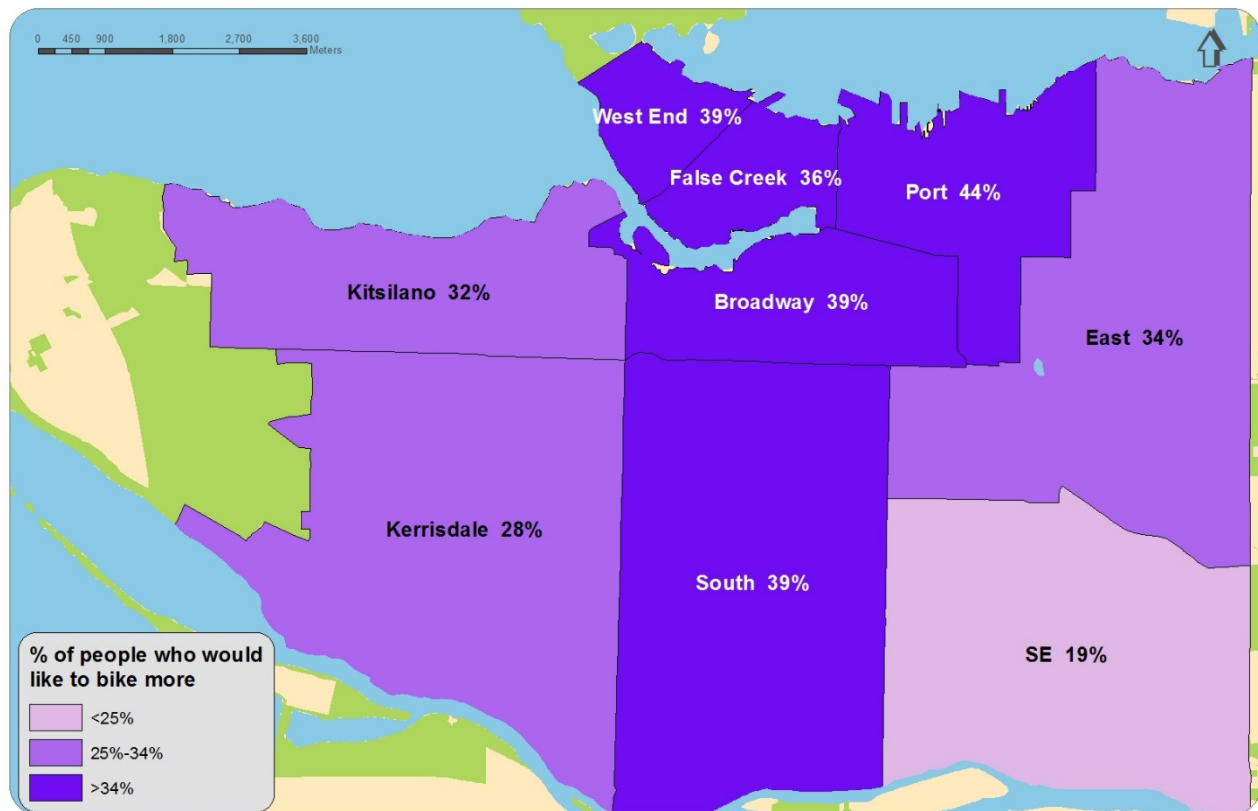 0 450 900 1,800 2,700 3,600
Meters
West End 39%
False Creek 36%
Port 44%
Kitsilano 32%
Broadway 39%
East 34%
Kerrisdale 28%
South 39%
SE 19%
% of people who would
like to bike more
<25%
25%-34%
>34%